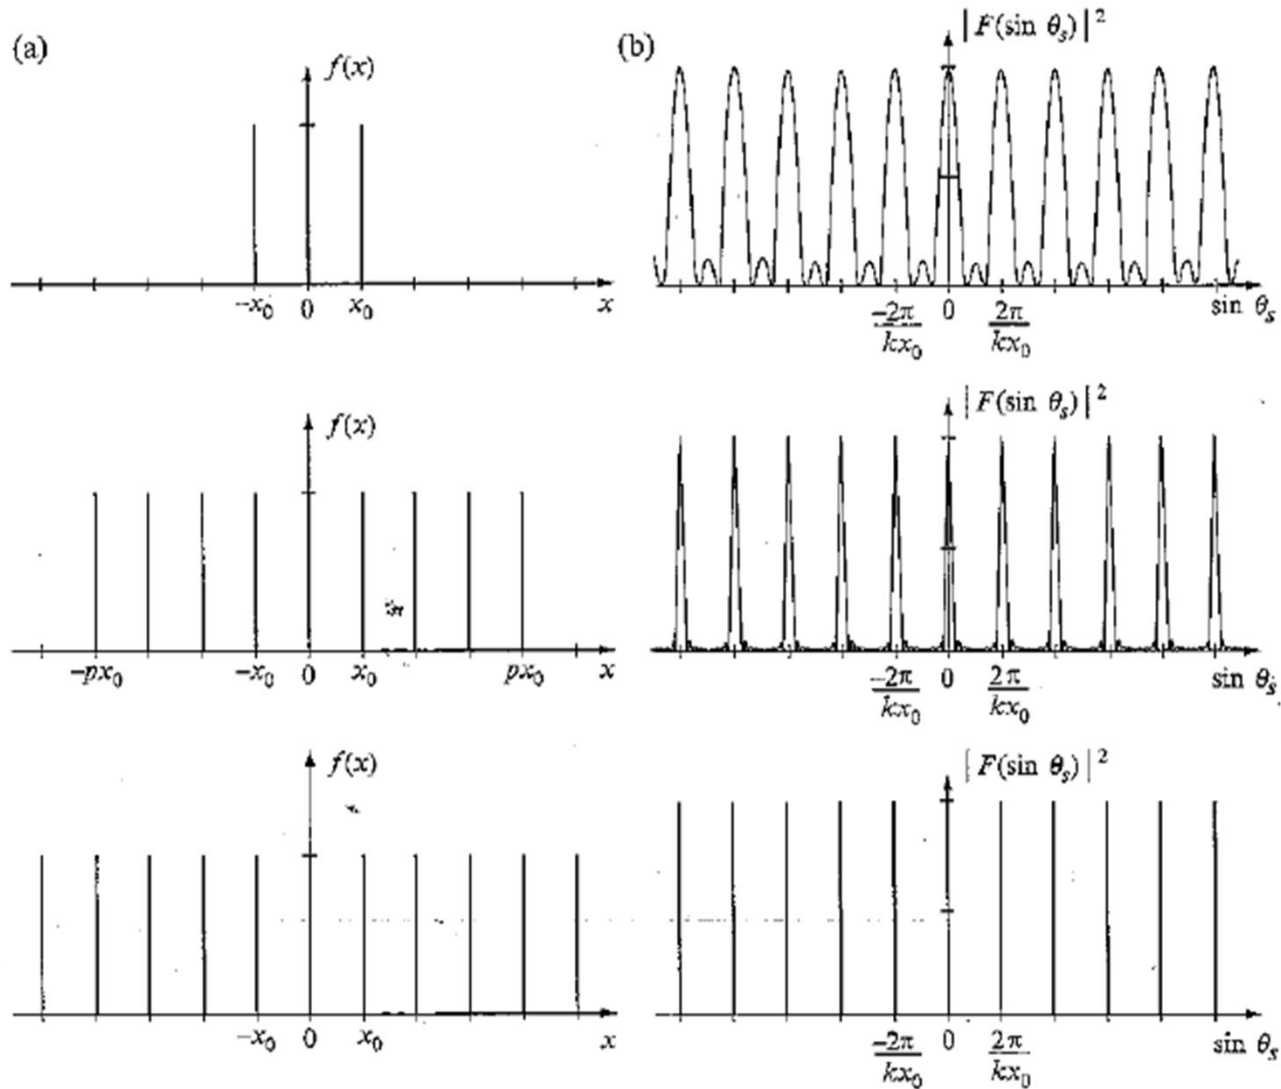 (a)
f(x)
-x₀ 0 x₀ x
(b)
|F(sin θₛ)|²
-2π/kx₀ 0 2π/kx₀ sin θₛ
f(x)
-px₀ -x₀ 0 x₀ px₀ x
|F(sin θₛ)|²
-2π/kx₀ 0 2π/kx₀ sin θₛ
f(x)
-x₀ 0 x₀ x
|F(sin θₛ)|²
-2π/kx₀ 0 2π/kx₀ sin θₛ